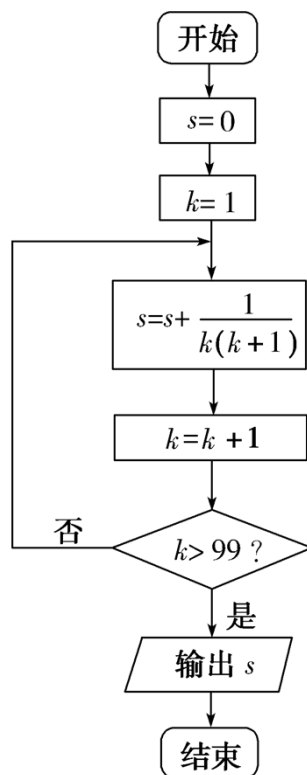 开始
s=0
k=1
s=s+1/k(k+1)
k=k+1
否
k>99?
是
输出 s
结束